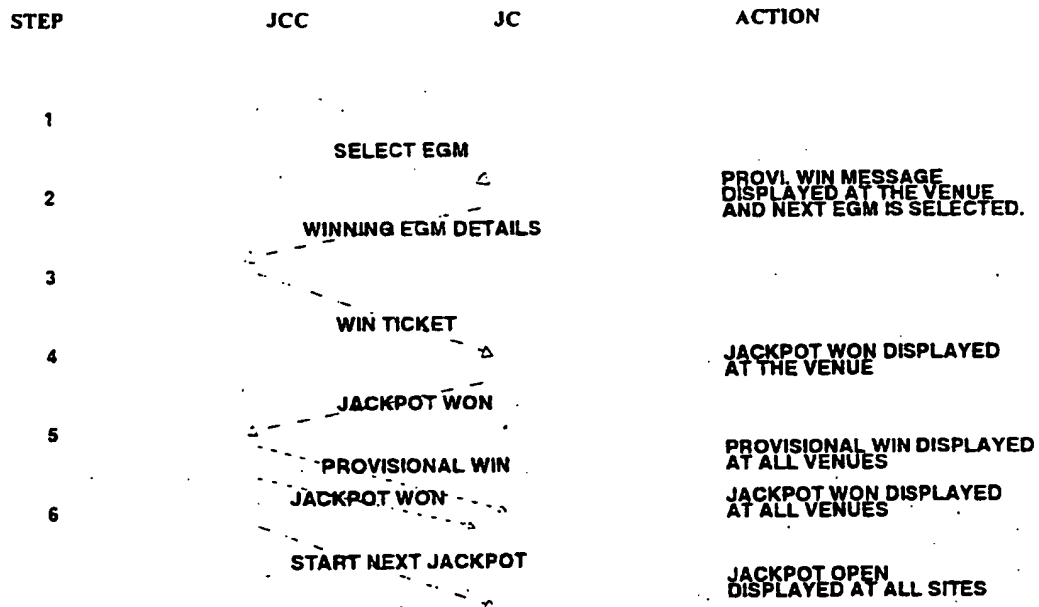 STEP JCC JC ACTION
1
SELECT EGM
2
PROVI. WIN MESSAGE
DISPLAYED AT THE VENUE
AND NEXT EGM IS SELECTED.
WINNING EGM DETAILS
3
WIN TICKET
4
JACKPOT WON DISPLAYED
AT THE VENUE
JACKPOT WON
5
PROVISIONAL WIN DISPLAYED
AT ALL VENUES
PROVISIONAL WIN
JACKPOT WON
JACKPOT WON DISPLAYED
AT ALL VENUES
6
START NEXT JACKPOT
JACKPOT OPEN
DISPLAYED AT ALL SITES